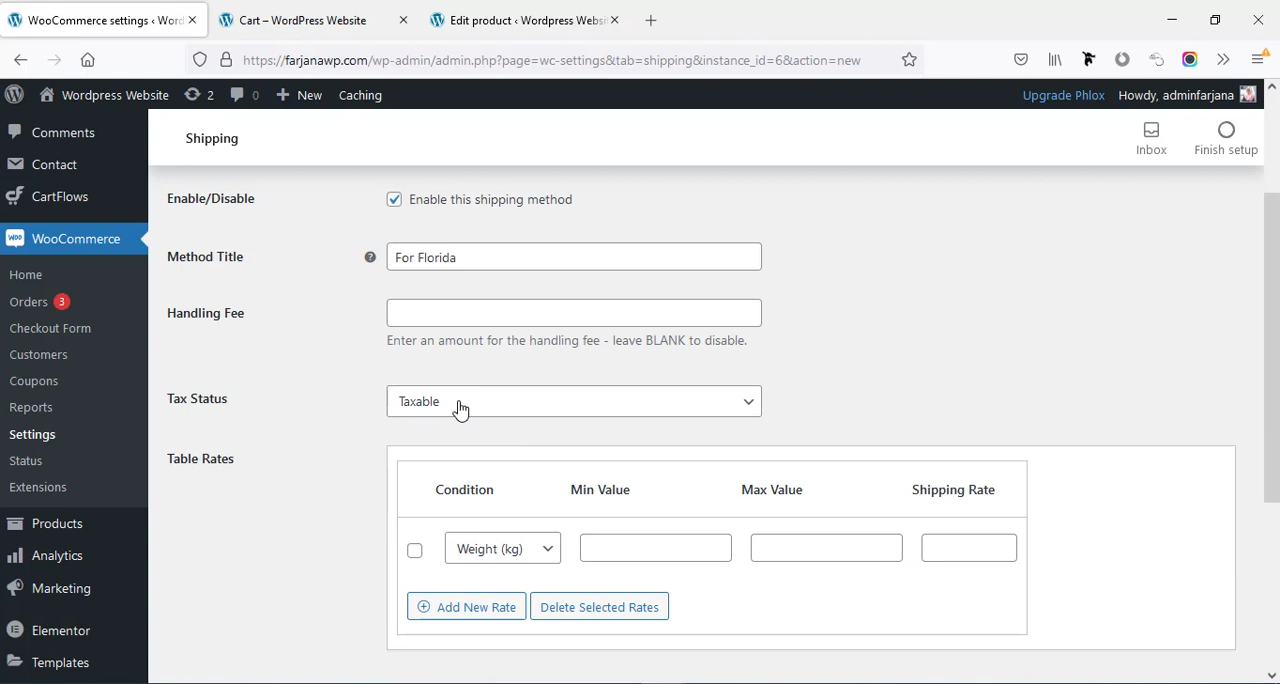 WooCommerce settings ‹ Word
Cart – WordPress Website
Edit product ‹ Wordpress Websi
https://farjanawp.com/wp-admin/admin.php?page=wc-settings&tab=shipping&instance_id=6&action=new
Wordpress Website
2
0
New
Caching
Upgrade Phlox
Howdy, adminfarjana
Comments
Contact
CartFlows
WooCommerce
Home
Orders 3
Checkout Form
Customers
Coupons
Reports
Settings
Status
Extensions
Products
Analytics
Marketing
Elementor
Templates
Shipping
Inbox
Finish setup
Enable/Disable
Enable this shipping method
Method Title
For Florida
Handling Fee
Enter an amount for the handling fee - leave BLANK to disable.
Tax Status
Taxable
Table Rates
Condition Min Value Max Value Shipping Rate
Weight (kg)
Add New Rate
Delete Selected Rates